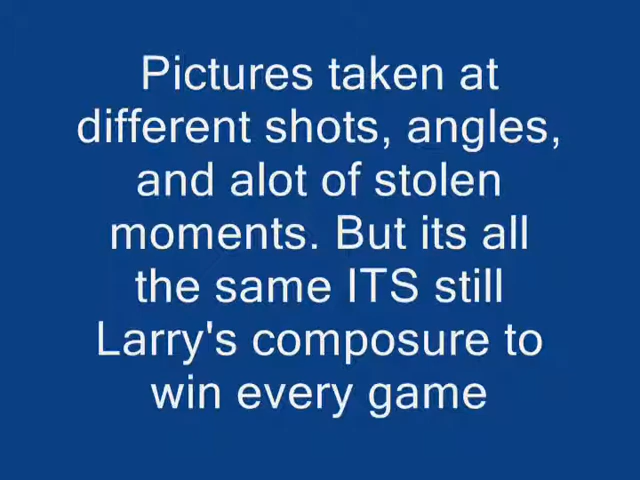 Pictures taken at
different shots, angles,
and alot of stolen
moments. But its all
the same ITS still
Larry's composure to
win every game